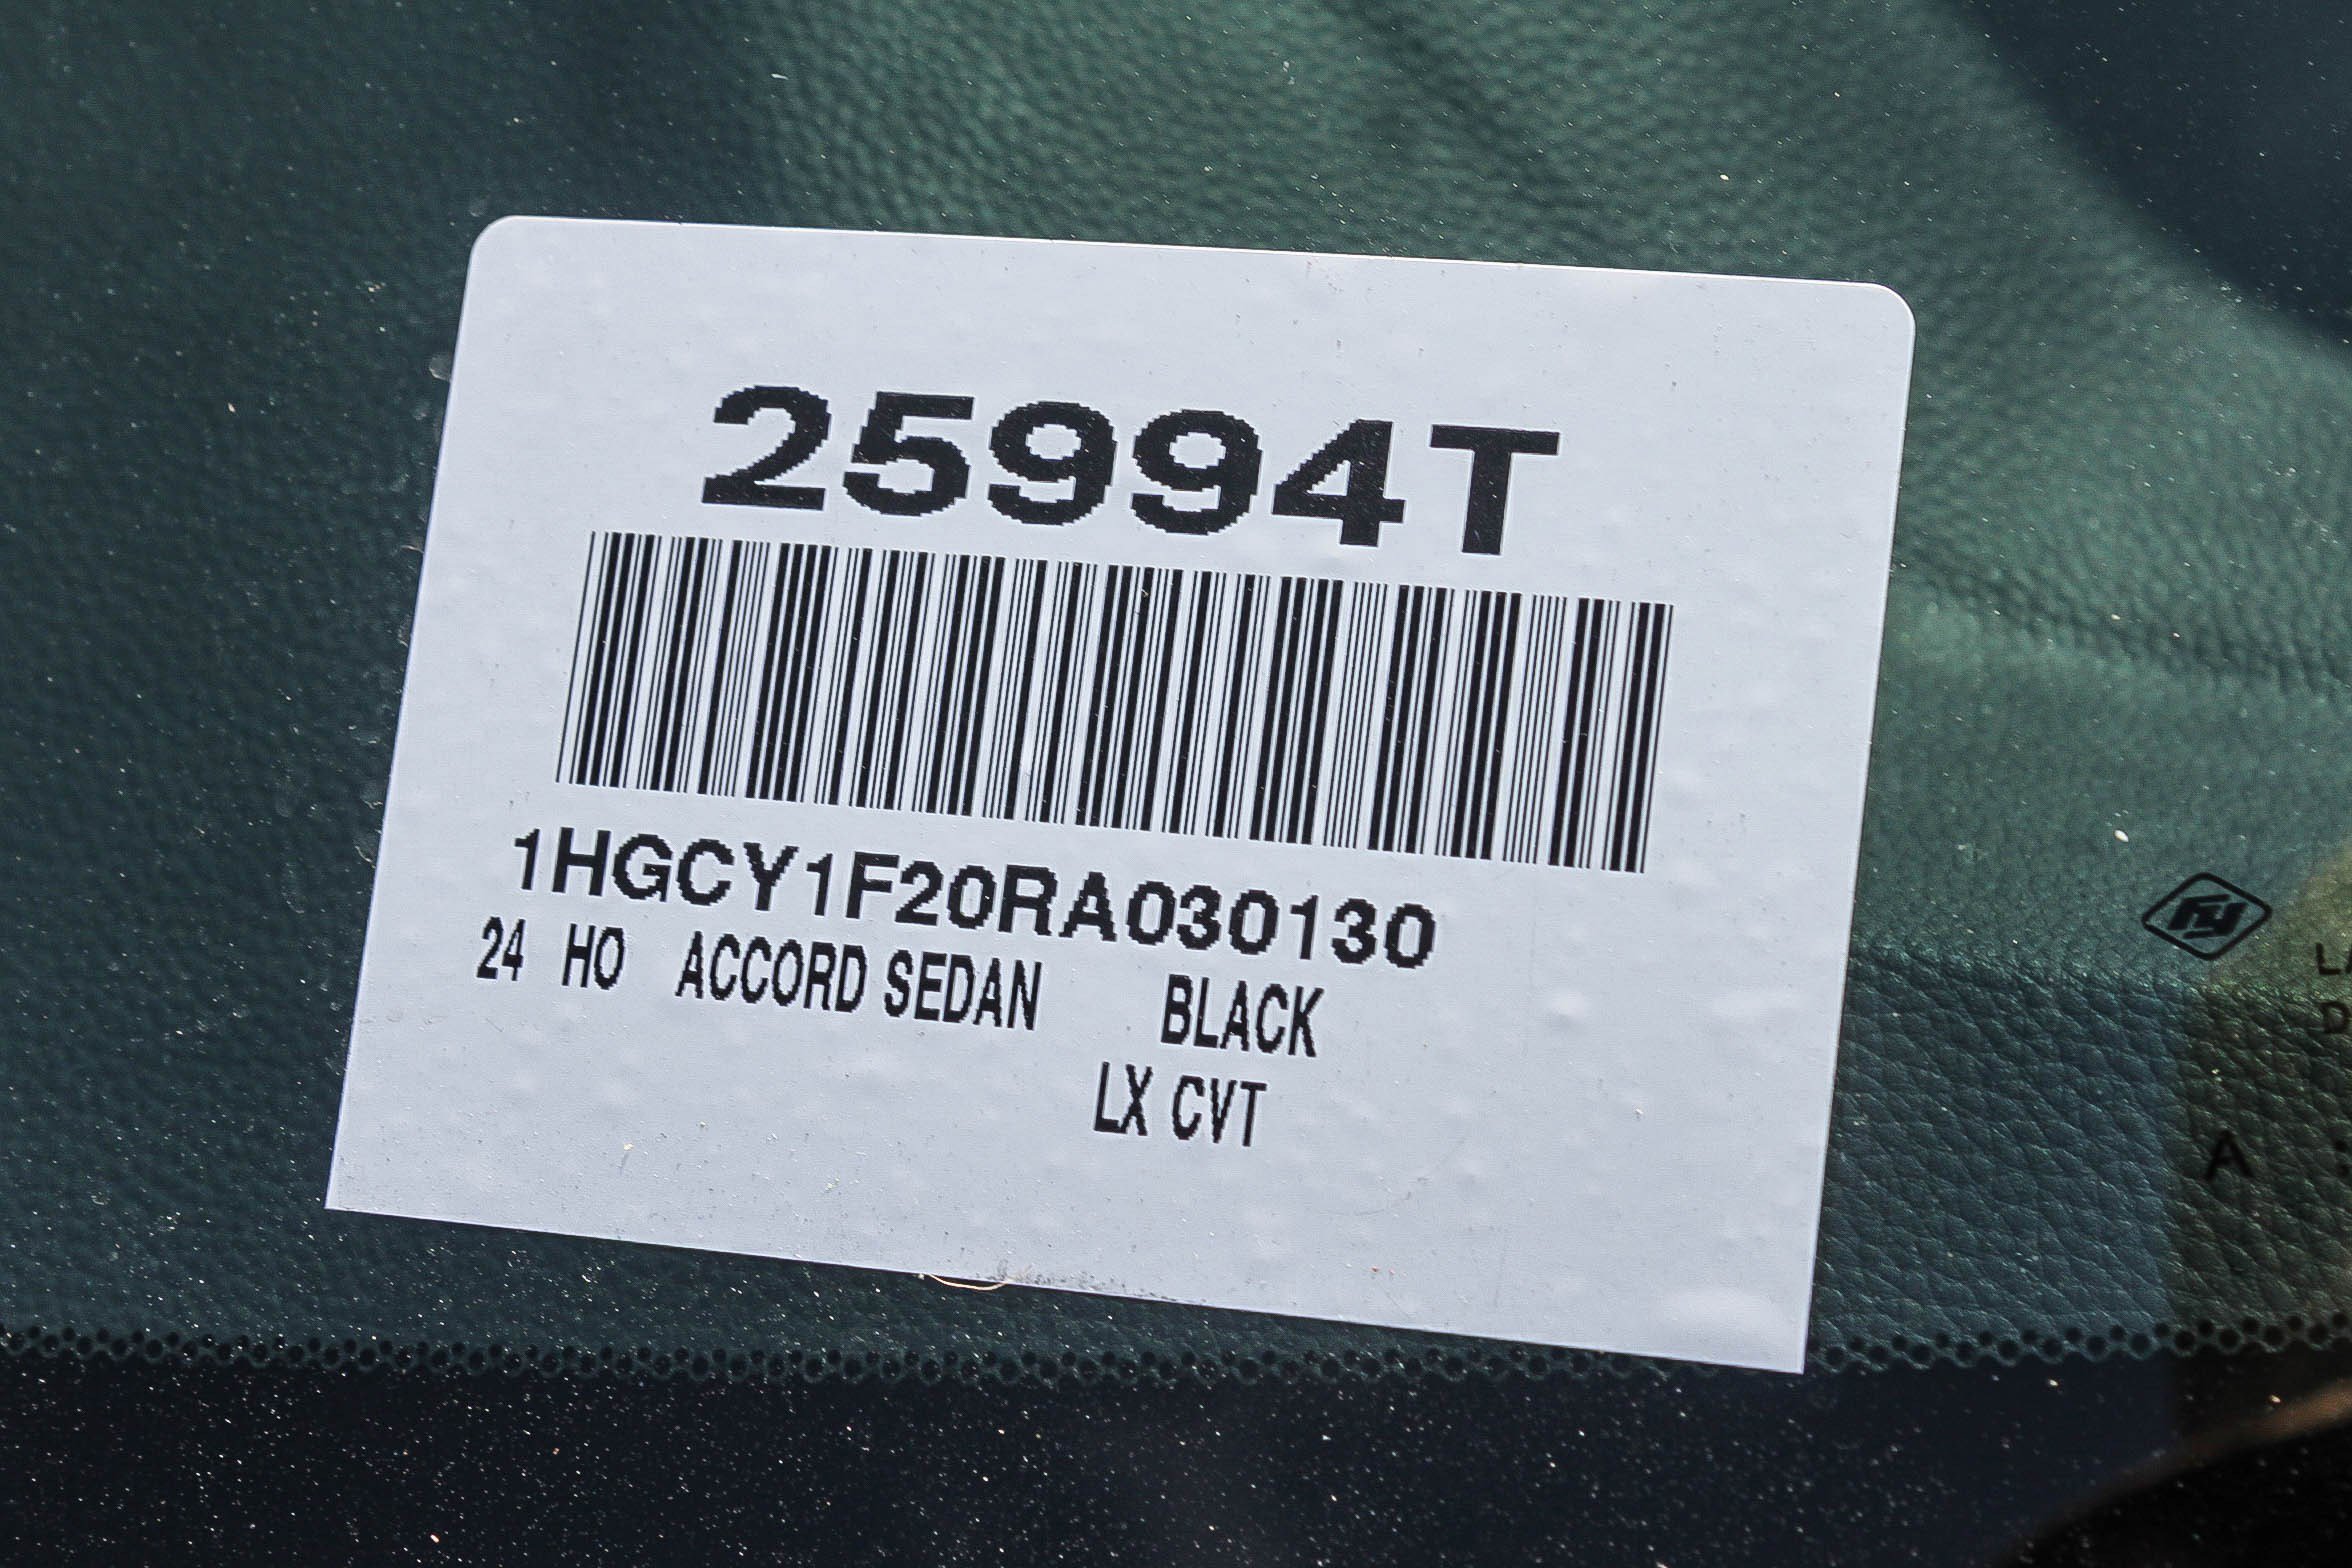 25994T
1HGCY1F20RA030130
24 HO ACCORD SEDAN BLACK
LX CVT
A